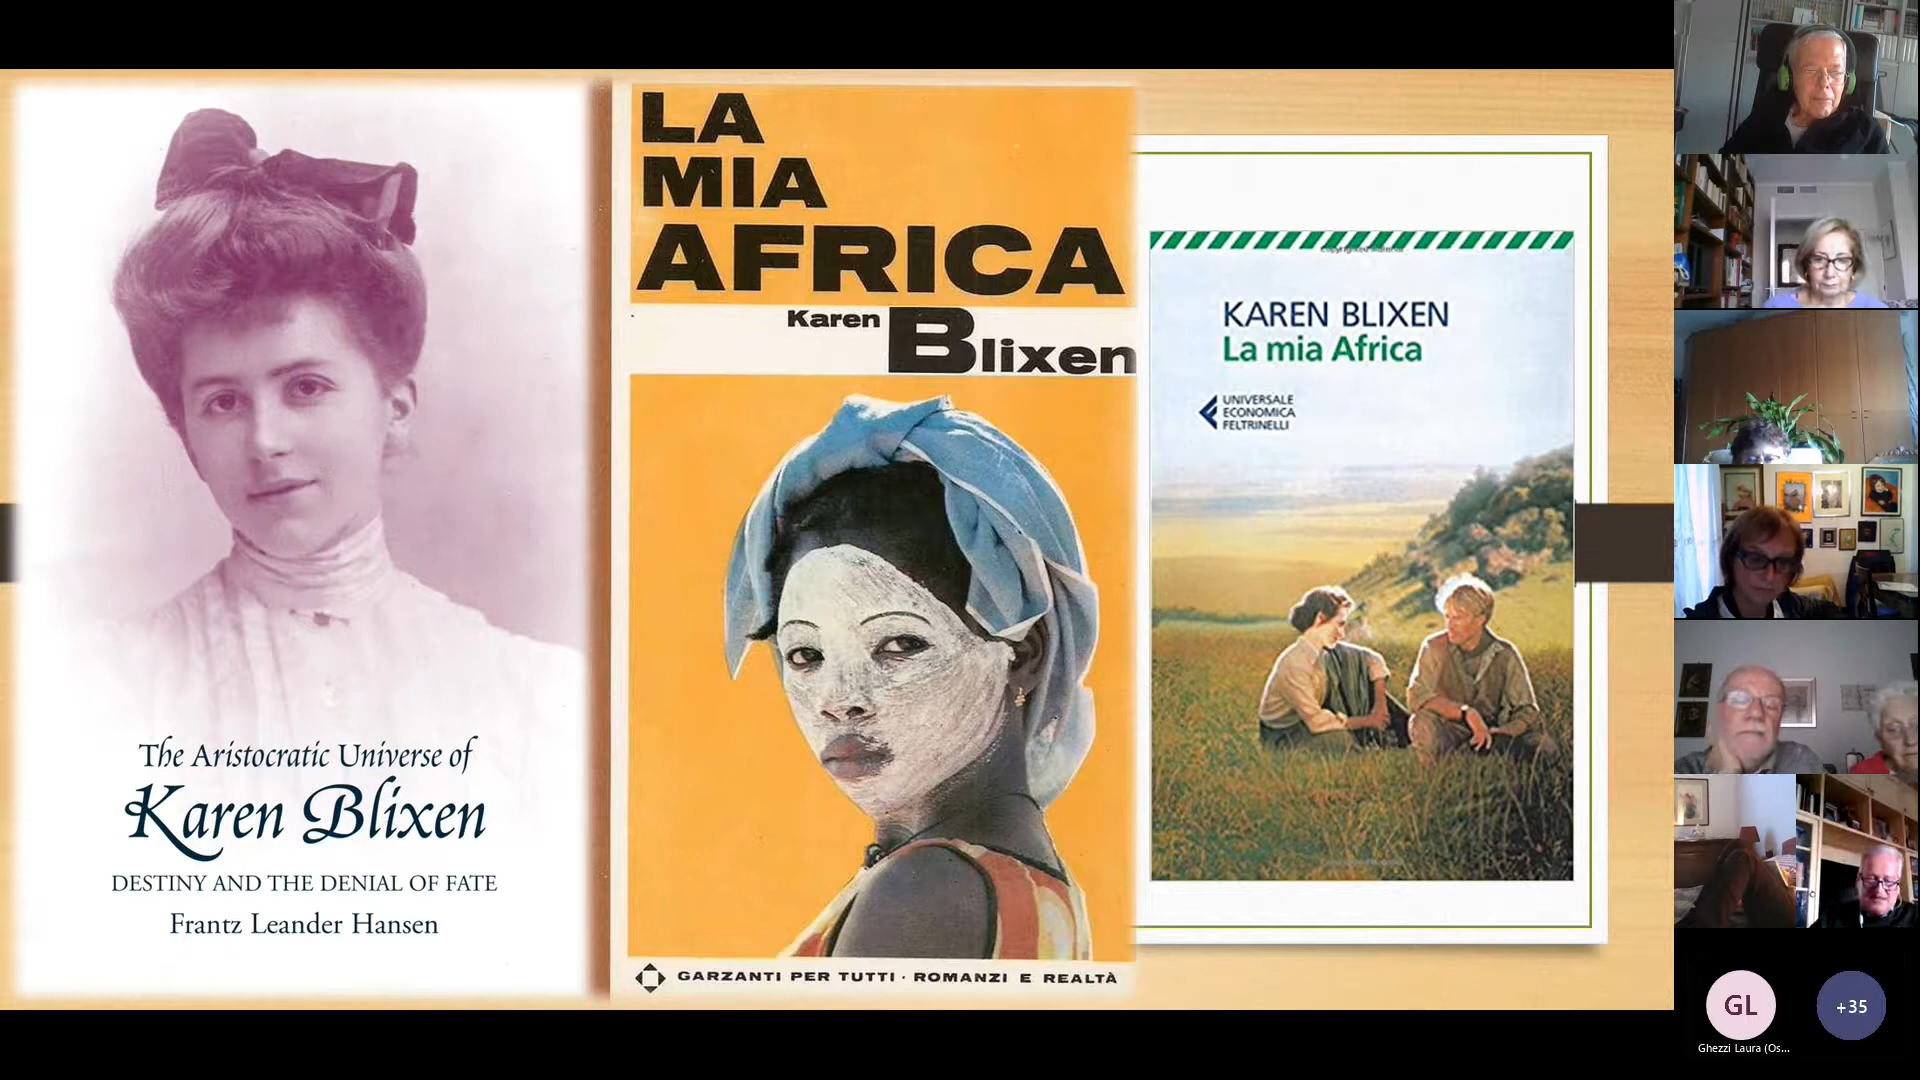 The Aristocratic Universe of
Karen Blixen
DESTINY AND THE DENIAL OF FATE
Frantz Leander Hansen
LA
MIA
AFRICA
Karen Blixen
GARZANTI PER TUTTI · ROMANZI E REALTÀ
Copyrighted Material
KAREN BLIXEN
La mia Africa
UNIVERSALE
ECONOMICA
FELTRINELLI
GL
+35
Ghezzi Laura (Os...